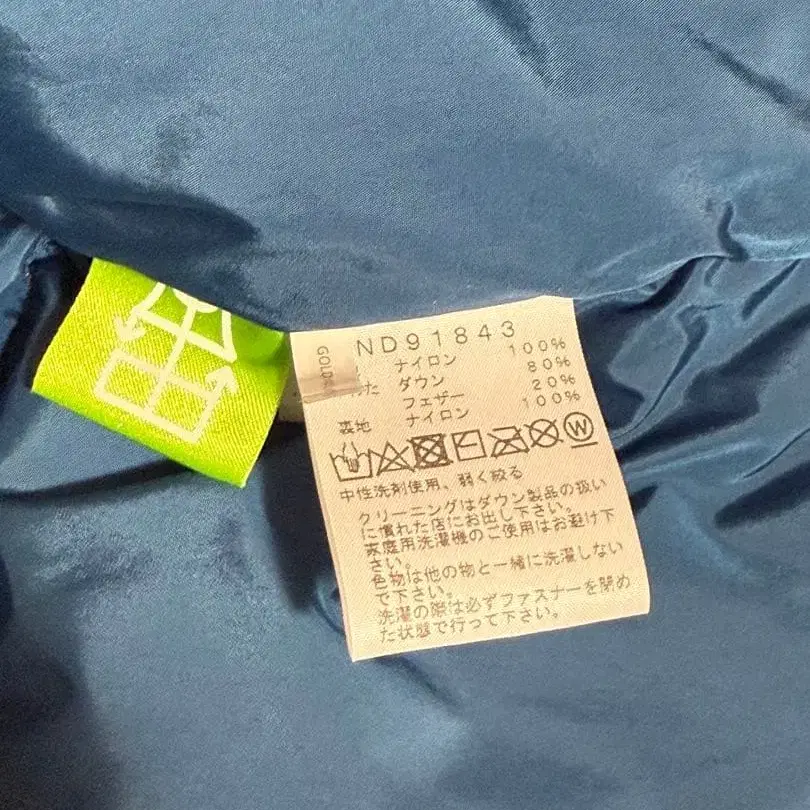 ND91843
GOLD
ナイロン 100%
わた ダウン 80%
フェザー 20%
裏地 ナイロン 100%
W
中性洗剤使用、弱く絞る
クリーニングはダウン製品の扱い
に慣れた店にお出し下さい。
家庭用洗濯機のご使用はお避け下
さい。
色物は他の物と一緒に洗濯しない
で下さい。
洗濯の際は必ずファスナーを閉め
た状態で行って下さい。